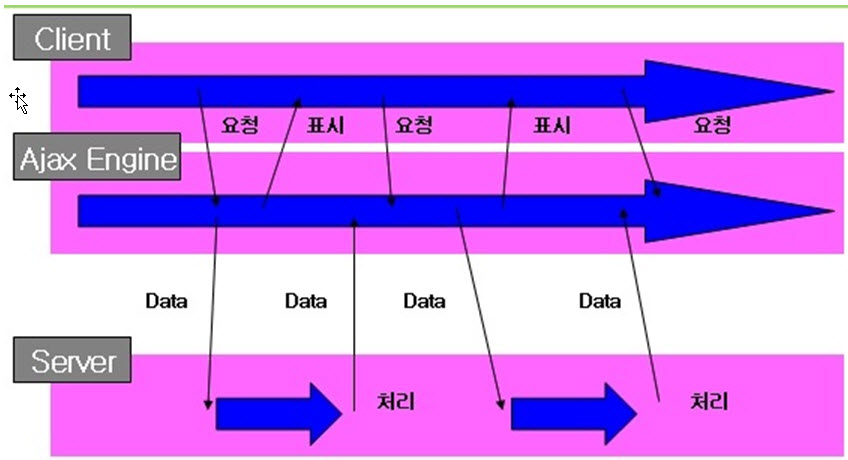 Client
요청 표시 요청 표시 요청
Ajax Engine
Data Data Data Data
Server
처리 처리